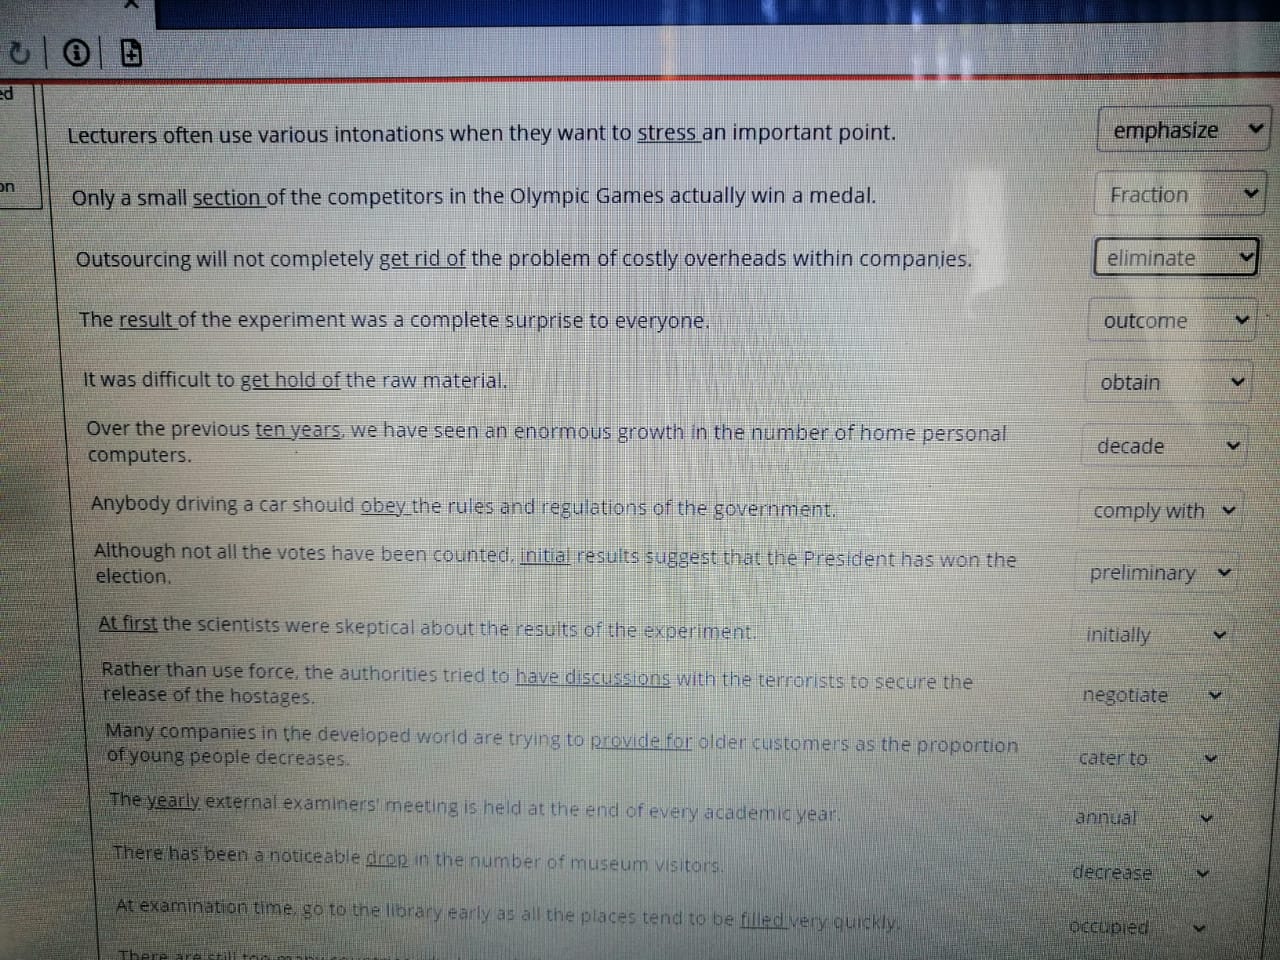 ed
on
Lecturers often use various intonations when they want to stress an important point.
emphasize
Only a small section of the competitors in the Olympic Games actually win a medal.
Fraction
Outsourcing will not completely get rid of the problem of costly overheads within companies.
eliminate
The result of the experiment was a complete surprise to everyone.
outcome
It was difficult to get hold of the raw material.
obtain
Over the previous ten years, we have seen an enormous growth in the number of home personal
computers.
decade
Anybody driving a car should obey the rules and regulations of the government.
comply with
Although not all the votes have been counted, initial results suggest that the President has won the
election.
preliminary
At first the scientists were skeptical about the results of the experiment.
initially
Rather than use force, the authorities tried to have discussions with the terrorists to secure the
release of the hostages.
negotiate
Many companies in the developed world are trying to provide for older customers as the proportion
of young people decreases.
cater to
The yearly external examiners' meeting is held at the end of every academic year.
annual
There has been a noticeable drop in the number of museum visitors.
decrease
At examination time, go to the library early as all the places tend to be filled very quickly.
occupied
There are still too many